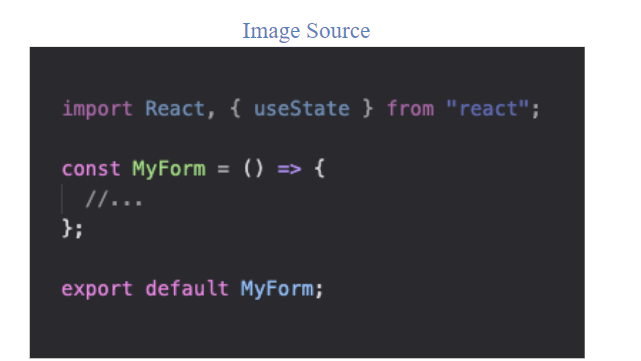 Image Source
import React, { useState } from "react";
const MyForm = () => {
//...
};
export default MyForm;